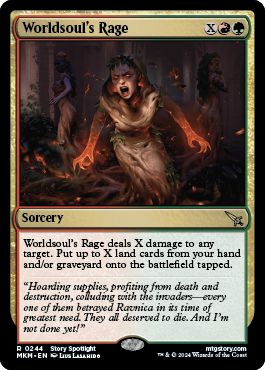 Worldsoul's Rage X
Sorcery
Worldsoul's Rage deals X damage to any
target. Put up to X land cards from your hand
and/or graveyard onto the battlefield tapped.
"Hoarding supplies, profiting from death and
destruction, colluding with the invaders—every
one of them betrayed Ravnica in its time of
greatest need. They all deserved to die. And I'm
not done yet!"
R 0244 Story Spotlight mtgstory.com
MKM • EN Lius Lasahido ™ & © 2024 Wizards of the Coast